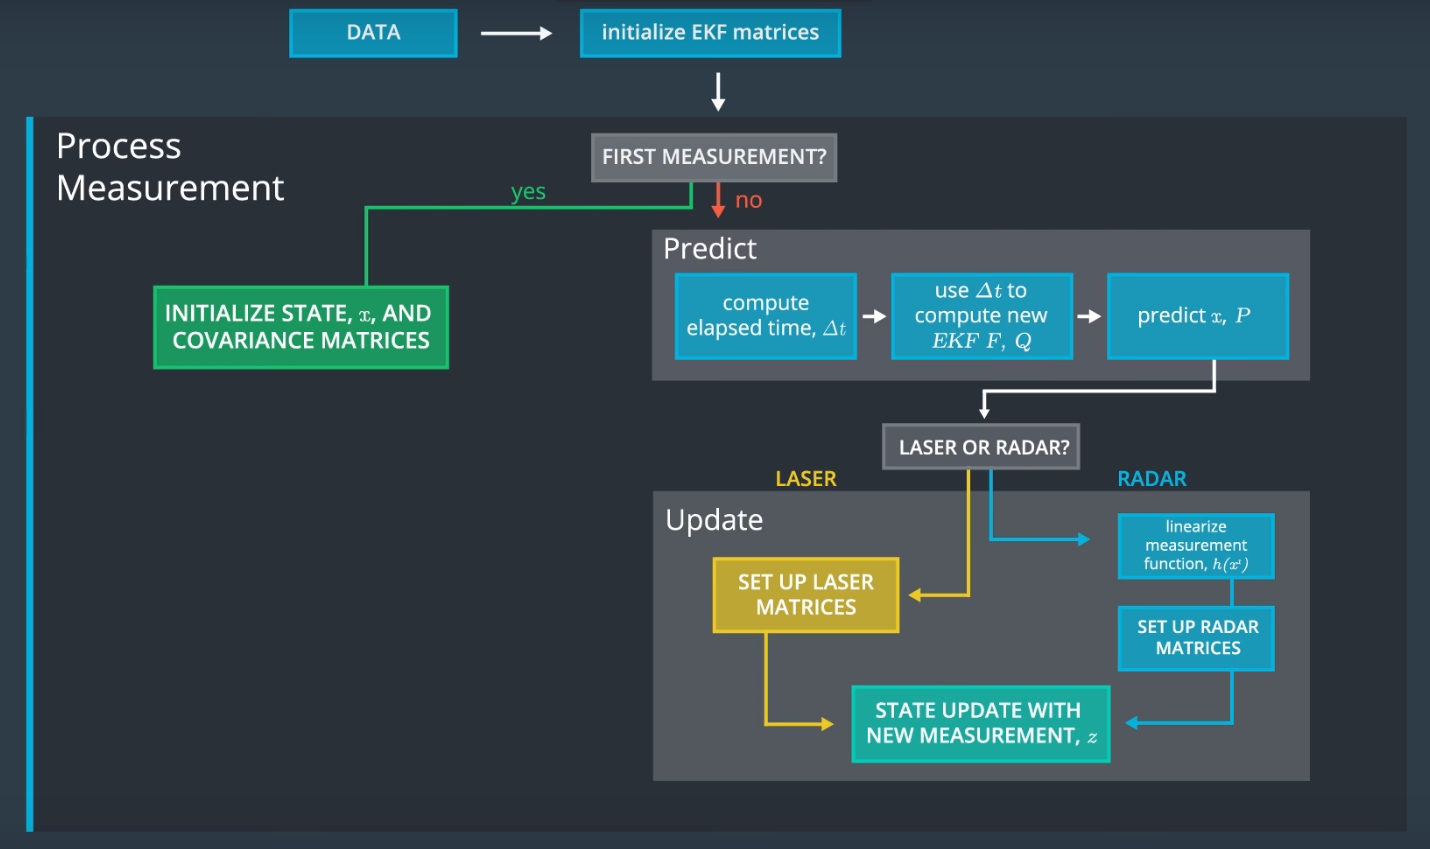 DATA
initialize EKF matrices
Process
Measurement
FIRST MEASUREMENT?
yes
no
INITIALIZE STATE, x, AND
COVARIANCE MATRICES
Predict
compute
elapsed time, Δt
use Δt to
compute new
EKF F, Q
predict x, P
LASER OR RADAR?
LASER
RADAR
Update
linearize
measurement
function, h(x')
SET UP LASER
MATRICES
SET UP RADAR
MATRICES
STATE UPDATE WITH
NEW MEASUREMENT, z